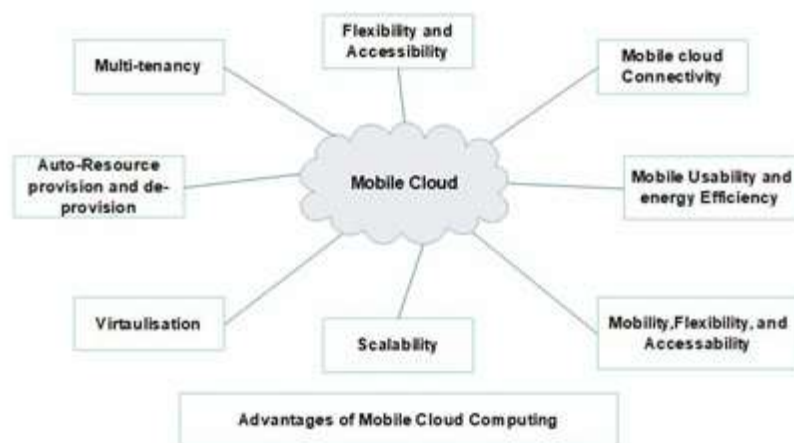 Flexibility and
Accessibility
Multi-tenancy
Mobile cloud
Connectivity
Auto-Resource
provision and de-
provision
Mobile Cloud
Mobile Usability and
energy Efficiency
Virtaulisation
Scalability
Mobility,Flexibility, and
Accessability
Advantages of Mobile Cloud Computing